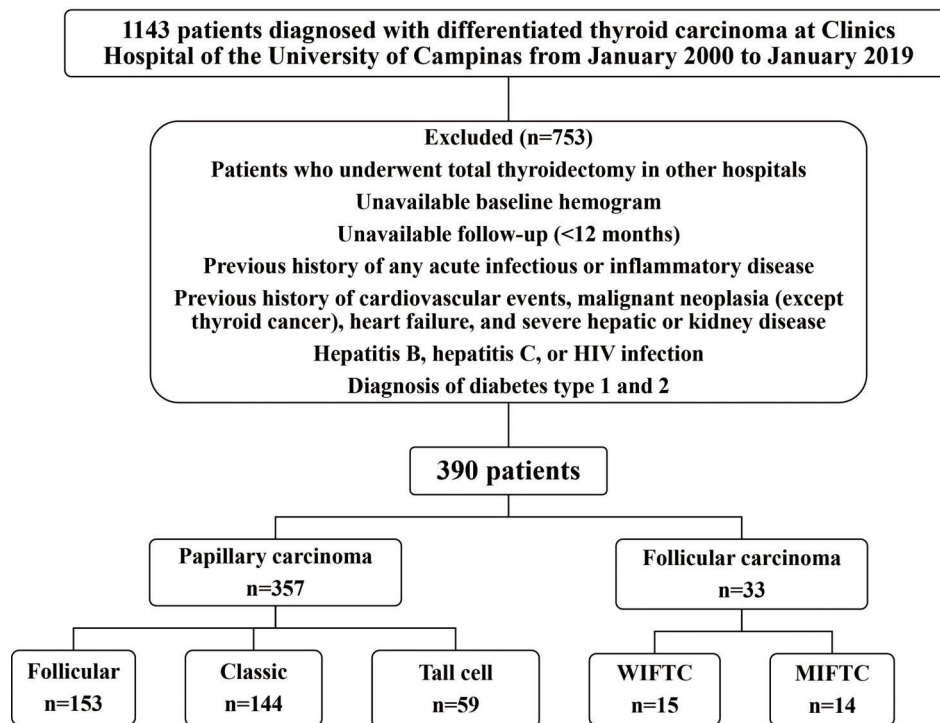 1143 patients diagnosed with differentiated thyroid carcinoma at Clinics
Hospital of the University of Campinas from January 2000 to January 2019
Excluded (n=753)
Patients who underwent total thyroidectomy in other hospitals
Unavailable baseline hemogram
Unavailable follow-up (<12 months)
Previous history of any acute infectious or inflammatory disease
Previous history of cardiovascular events, malignant neoplasia (except
thyroid cancer), heart failure, and severe hepatic or kidney disease
Hepatitis B, hepatitis C, or HIV infection
Diagnosis of diabetes type 1 and 2
390 patients
Papillary carcinoma
n=357
Follicular carcinoma
n=33
Follicular
n=153
Classic
n=144
Tall cell
n=59
WIFTC
n=15
MIFTC
n=14